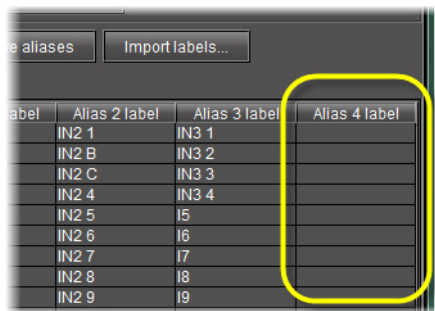 e aliases Import labels...
abel Alias 2 label Alias 3 label Alias 4 label
IN2 1 IN3 1
IN2 B IN3 2
IN2 C IN3 3
IN2 4 IN3 4
IN2 5 I5
IN2 6 I6
IN2 7 I7
IN2 8 I8
IN2 9 I9